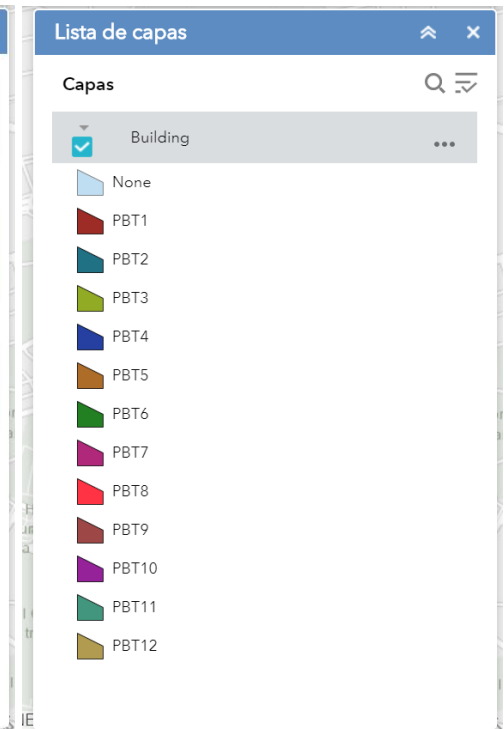 Lista de capas
Capas
Building
None
PBT1
PBT2
PBT3
PBT4
PBT5
PBT6
PBT7
PBT8
PBT9
PBT10
PBT11
PBT12